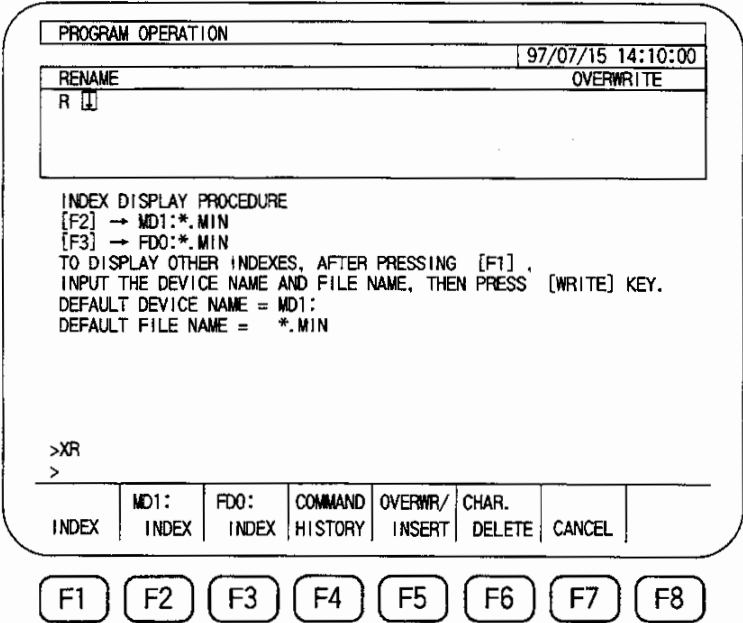 PROGRAM OPERATION
97/07/15 14:10:00
RENAME OVERWRITE
R
INDEX DISPLAY PROCEDURE
[F2] → MD1:*.MIN
[F3] → FD0:*.MIN
TO DISPLAY OTHER INDEXES, AFTER PRESSING [F1] ,
INPUT THE DEVICE NAME AND FILE NAME, THEN PRESS [WRITE] KEY.
DEFAULT DEVICE NAME = MD1:
DEFAULT FILE NAME = *.MIN
>XR
>
MD1: FD0: COMMAND OVERWR/ CHAR.
INDEX INDEX INDEX HISTORY INSERT DELETE CANCEL
F1 F2 F3 F4 F5 F6 F7 F8